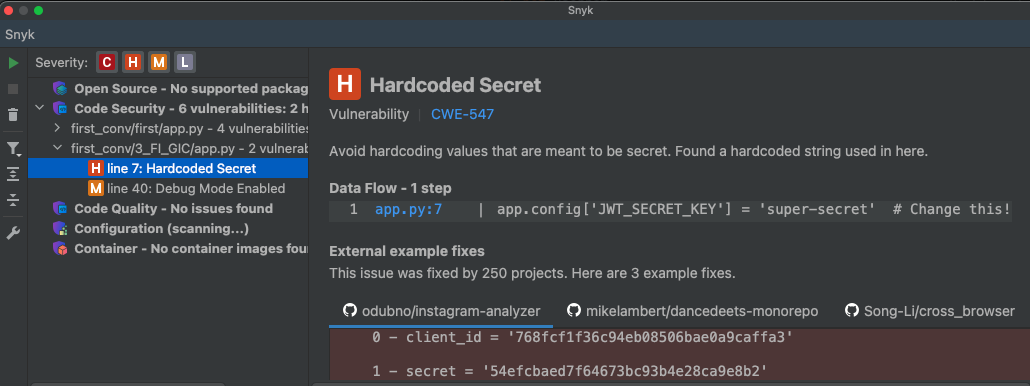 Snyk
Snyk
Severity: C H M L
Open Source - No supported packag
Code Security - 6 vulnerabilities: 2 h
first_conv/first/app.py - 4 vulnerabilities
first_conv/3_FI_GIC/app.py - 2 vulnerab
H line 7: Hardcoded Secret
M line 40: Debug Mode Enabled
Code Quality - No issues found
Configuration (scanning...)
Container - No container images foun
H Hardcoded Secret
Vulnerability | CWE-547
Avoid hardcoding values that are meant to be secret. Found a hardcoded string used in here.
Data Flow - 1 step
1 app.py:7 | app.config['JWT_SECRET_KEY'] = 'super-secret' # Change this!
External example fixes
This issue was fixed by 250 projects. Here are 3 example fixes.
odubno/instagram-analyzer mikelambert/dancedeets-monorepo Song-Li/cross_browser
0 - client_id = '768fcf1f36c94eb08506bae0a9caffa3'
1 - secret = '54efcbaed7f64673bc93b4e28ca9e8b2'